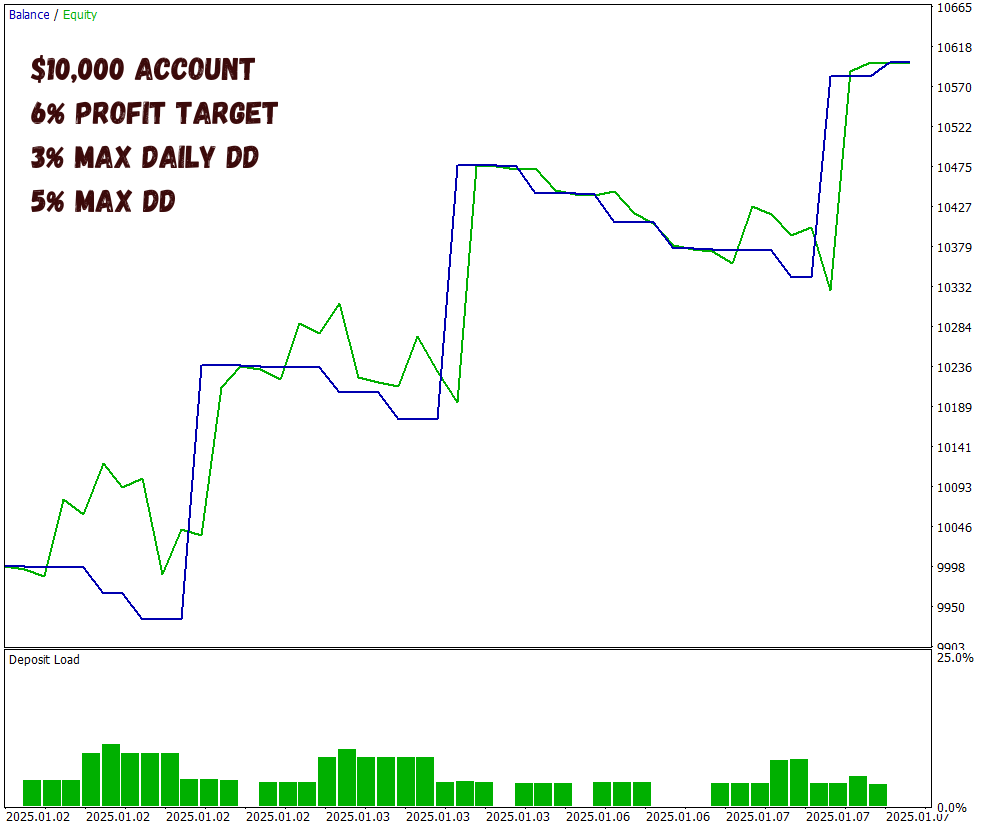 Balance / Equity
$10,000 ACCOUNT
6% PROFIT TARGET
3% MAX DAILY DD
5% MAX DD
10665
10618
10570
10522
10475
10427
10379
10332
10284
10236
10189
10141
10093
10046
9998
9950
9903
Deposit Load
25.0%
0.0%
2025.01.02 2025.01.02 2025.01.02 2025.01.02 2025.01.03 2025.01.03 2025.01.03 2025.01.06 2025.01.06 2025.01.07 2025.01.07 2025.01.07